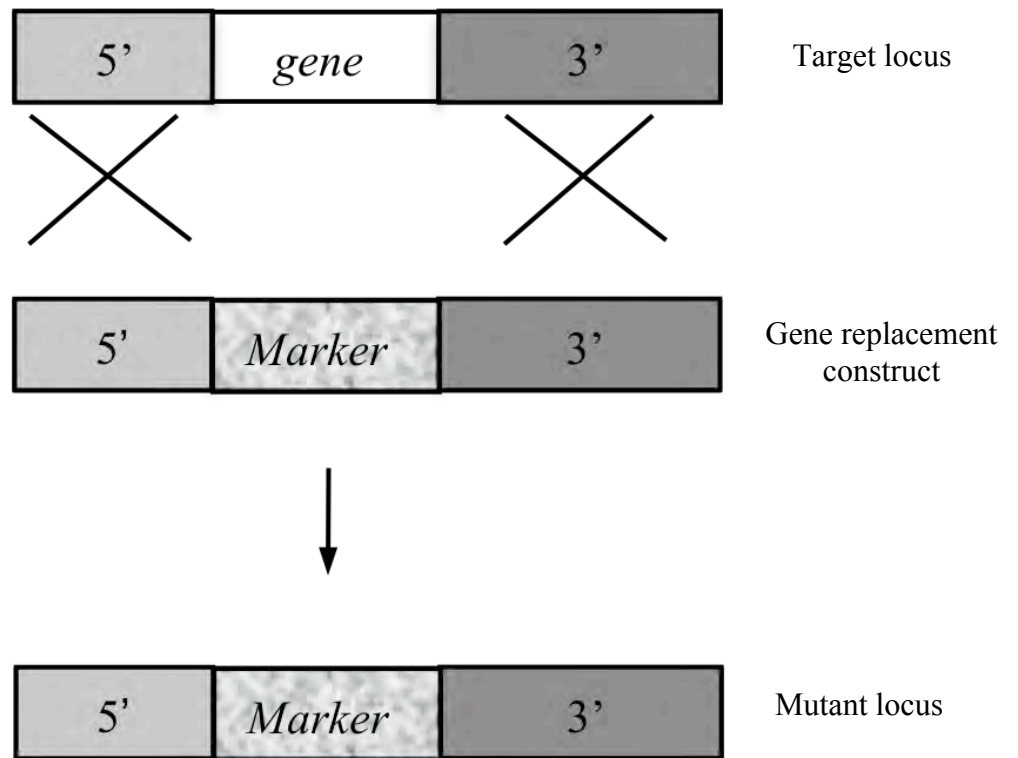 5’
gene
3’
Target locus
5’
Marker
3’
Gene replacement
construct
5’
Marker
3’
Mutant locus